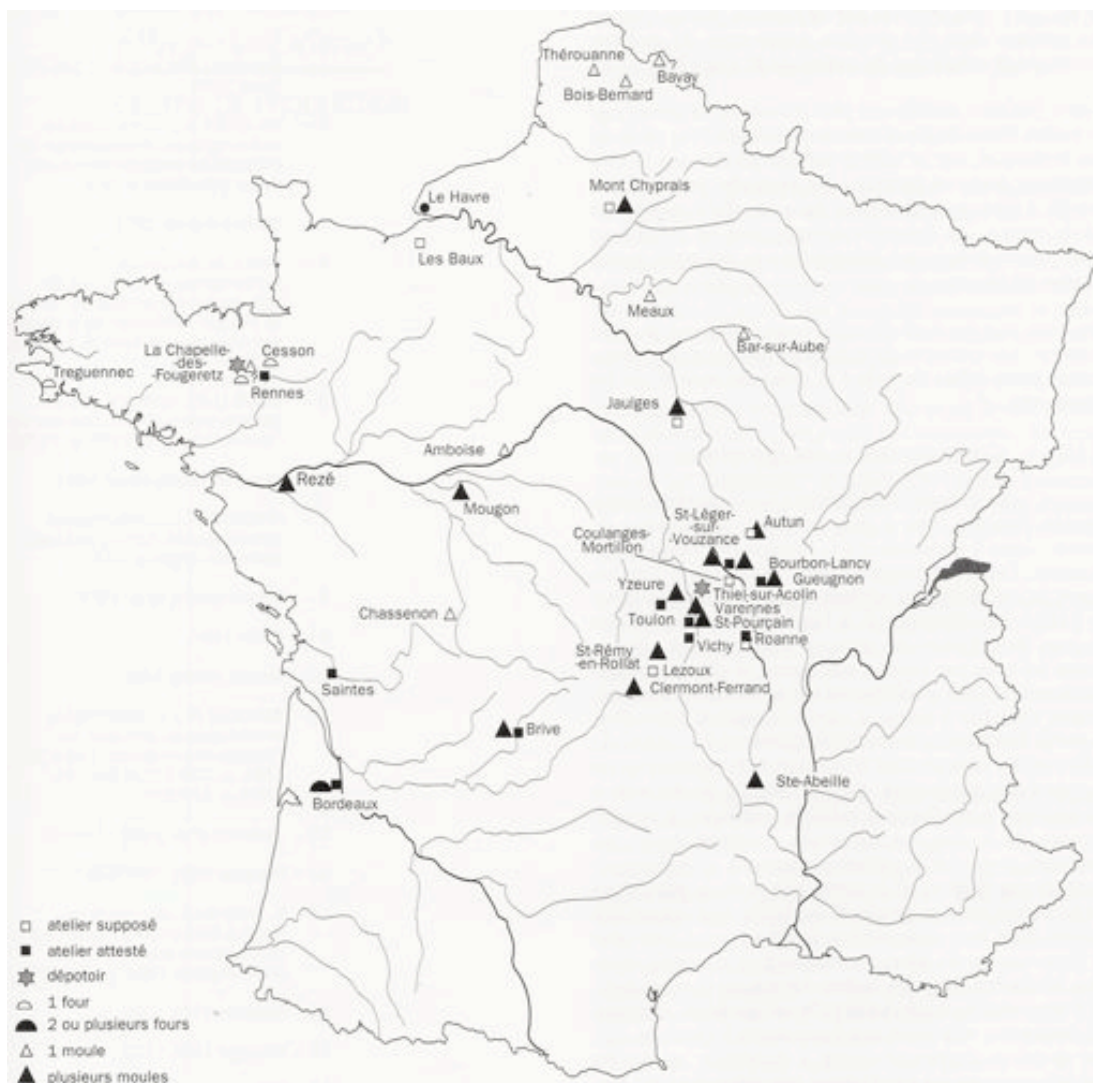 Thérouanne
Bavay
Bois-Bernard
Mont Chyprais
Le Havre
Les Baux
Meaux
Bar-sur-Aube
La Chapelle-
-des-
-Fougeretz
Cesson
Treguennec
Rennes
Jaulges
Amboise
Rezé
Mougon
St-Léger-
-sur-
-Vouzance
Autun
Coulanges-
Mortillon
Bourbon-Lancy
Gueugnon
Yzeure
Thiel-sur-Acolin
Varennes
Chassenon
Toulon
St-Pourçain
Roanne
Vichy
St-Rémy
-en-Rollat
Lezoux
Saintes
Clermont-Ferrand
Brive
Ste-Abeille
Bordeaux
atelier supposé
atelier attesté
dépotoir
1 four
2 ou plusieurs fours
1 moule
plusieurs moules